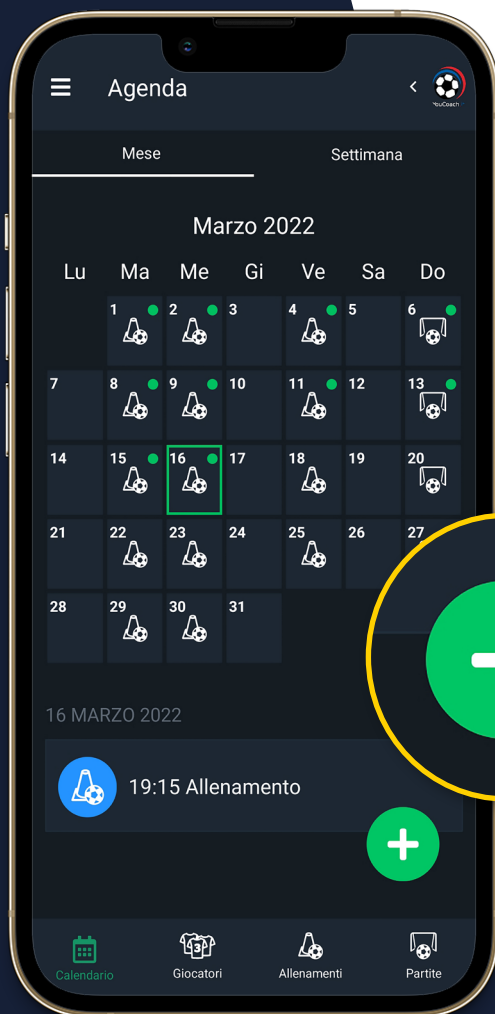 Agenda
YouCoach
Mese Settimana
Marzo 2022
Lu Ma Me Gi Ve Sa Do
1 2 3 4 5 6
7 8 9 10 11 12 13
14 15 16 17 18 19 20
21 22 23 24 25 26 27
28 29 30 31
16 MARZO 2022
19:15 Allenamento
3
Calendario Giocatori Allenamenti Partite